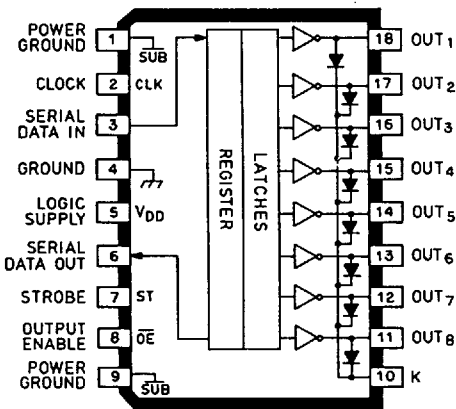 POWER
GROUND 1 SUB
CLOCK 2 CLK
SERIAL
DATA IN 3
GROUND 4
LOGIC
SUPPLY 5 VDD
SERIAL
DATA OUT 6
STROBE 7 ST
OUTPUT
ENABLE 8 OE
POWER
GROUND 9 SUB
REGISTER
LATCHES
18 OUT1
17 OUT2
16 OUT3
15 OUT4
14 OUT5
13 OUT6
12 OUT7
11 OUT8
10 K